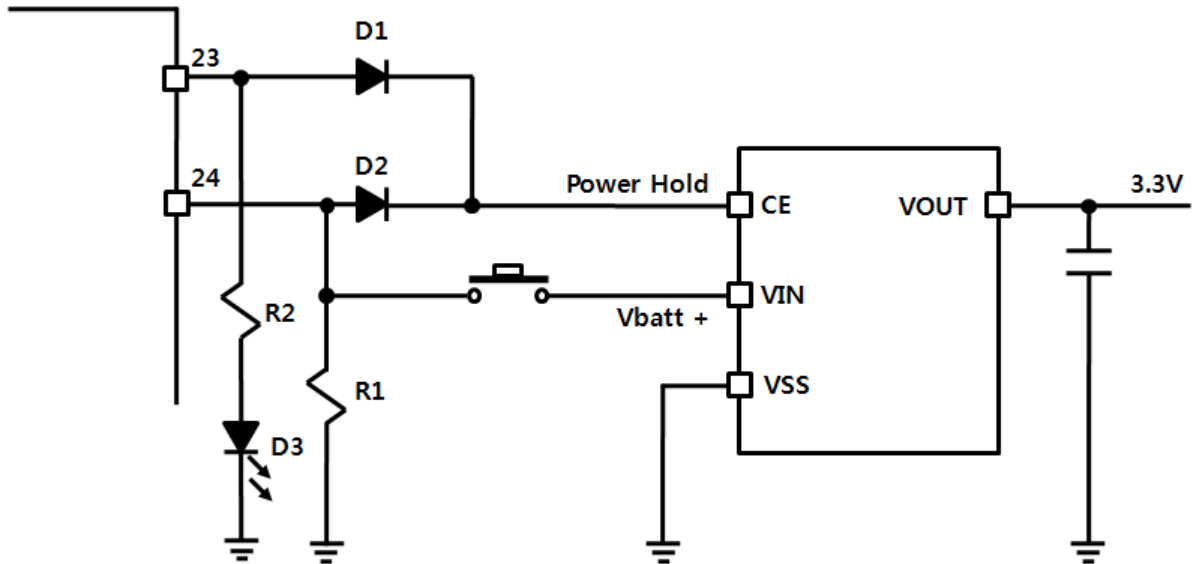 D1
23
D2
24
Power Hold
CE
VOUT
3.3V
R2
VIN
Vbatt +
R1
VSS
D3